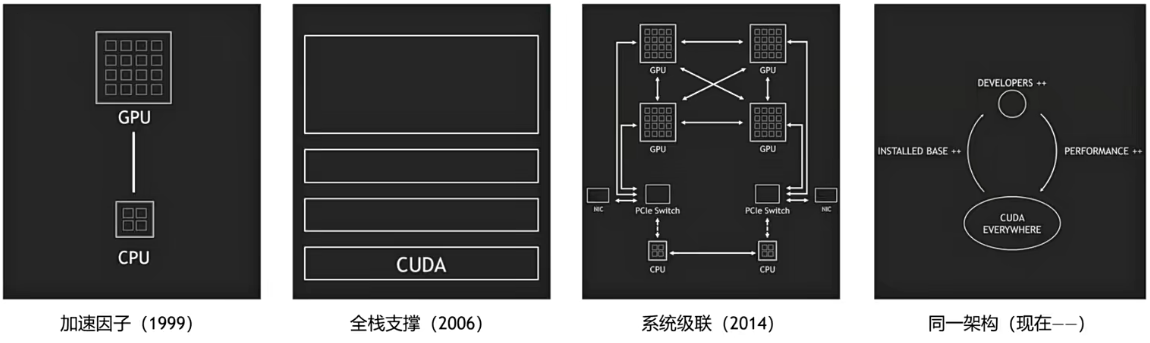 GPU
CPU
加速因子（1999）
CUDA
全栈支撑（2006）
GPU GPU
GPU GPU
NIC PCIe Switch PCIe Switch NIC
CPU CPU
系统级联（2014）
DEVELOPERS ++
INSTALLED BASE ++ PERFORMANCE ++
CUDA
EVERYWHERE
同一架构（现在——）